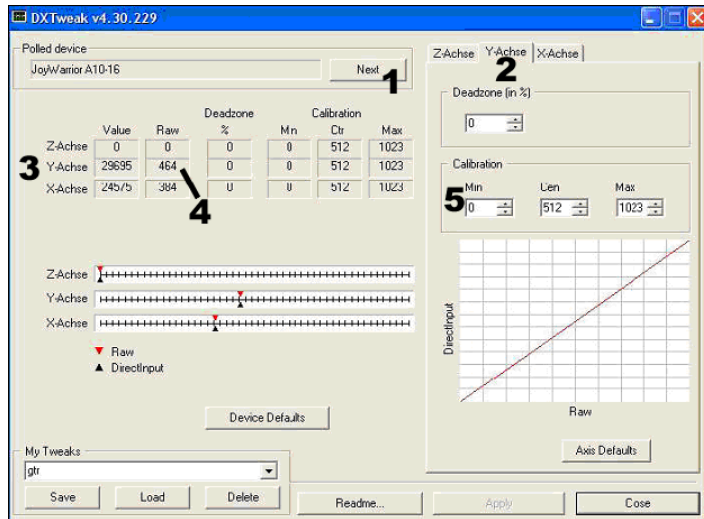 DXTweak v4.30.229
Polled device
JoyWarrior A10-16
Next
1
Deadzone Calibration
Value Raw % Mn Ctr Max
Z-Achse 0 0 0 0 512 1023
3 Y-Achse 29695 464 0 0 512 1023
X-Achse 24575 384 0 0 512 1023
4
Z-Achse
Y-Achse
X-Achse
Raw
DirectInput
Device Defaults
My Tweaks
gtr
Save Load Delete
Z-Achse Y-Achse X-Achse
2
Deadzone (in %)
0
Calibration
5 Min Cen Max
0 512 1023
DirectInput
Raw
Axis Defaults
Readme... Apply Cose